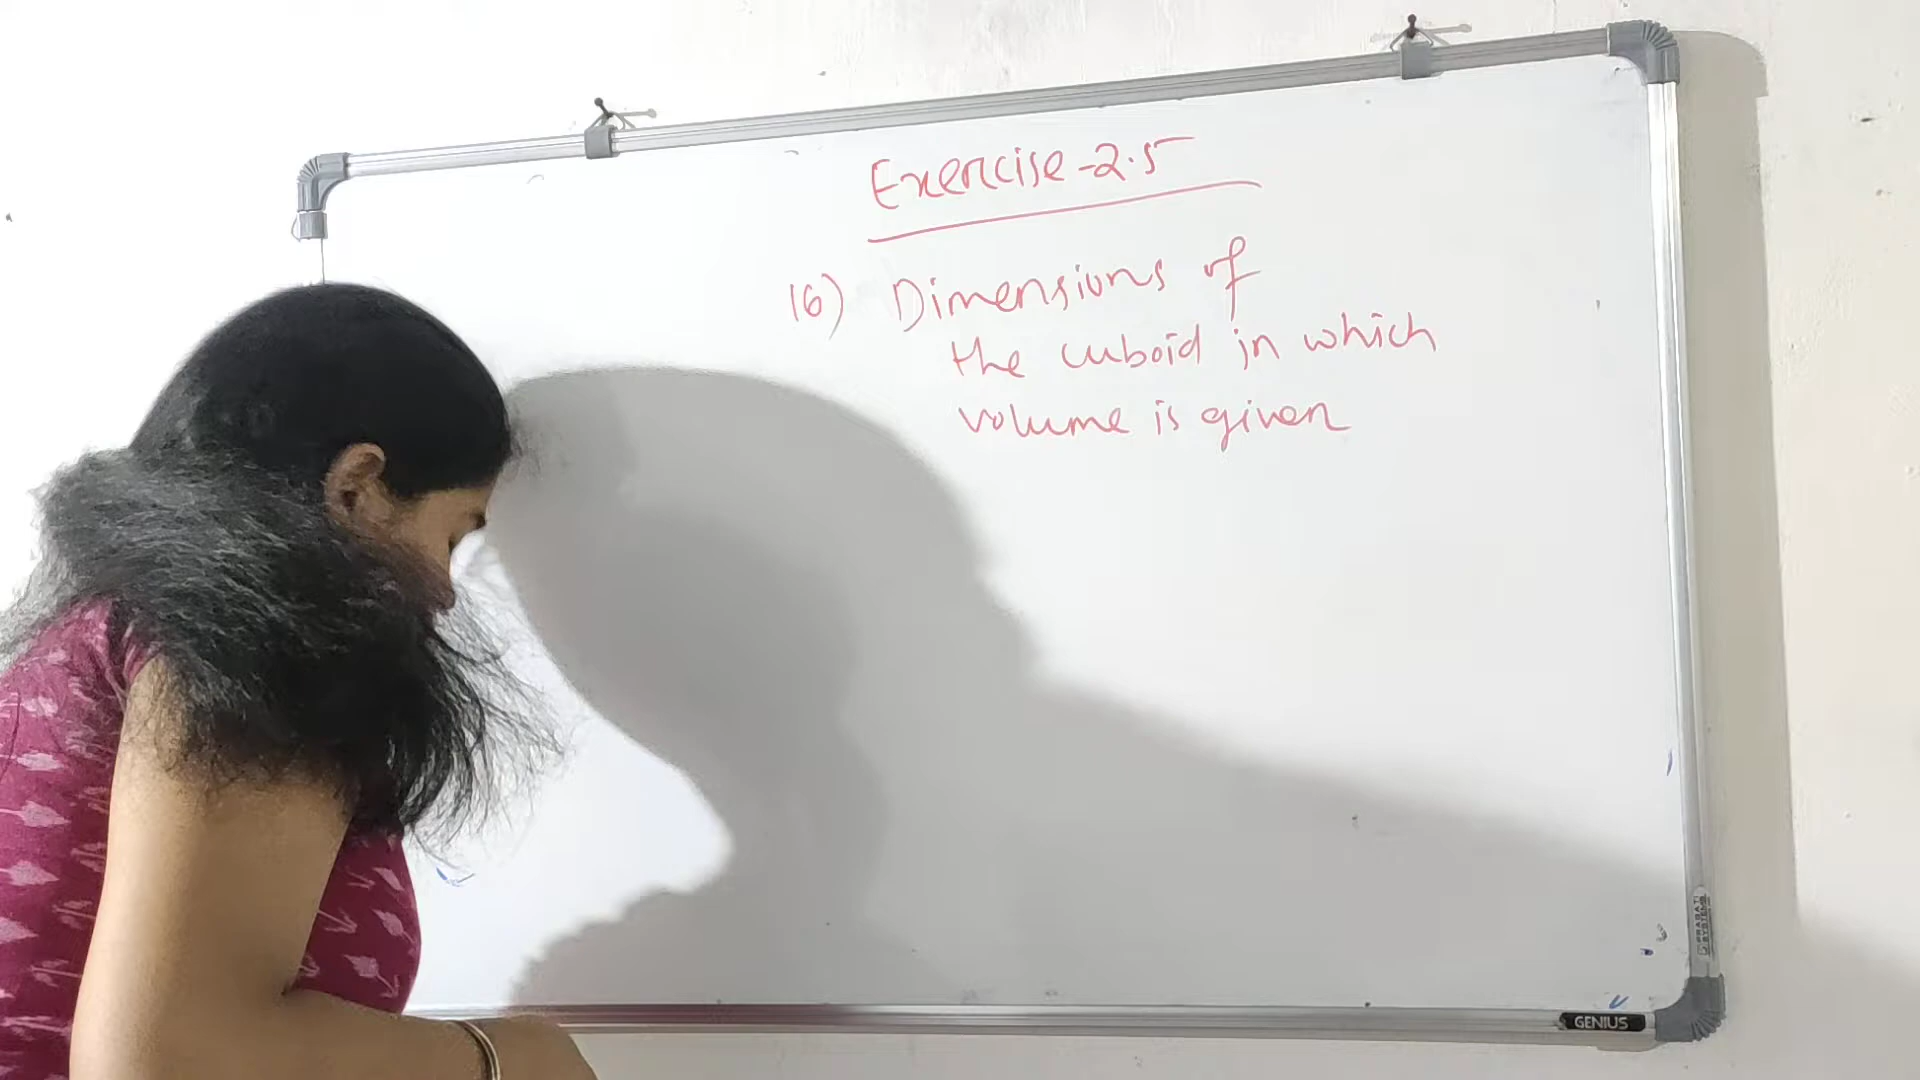 Exercise-2.5
16) Dimensions of
the cuboid in which
volume is given
GENIUS